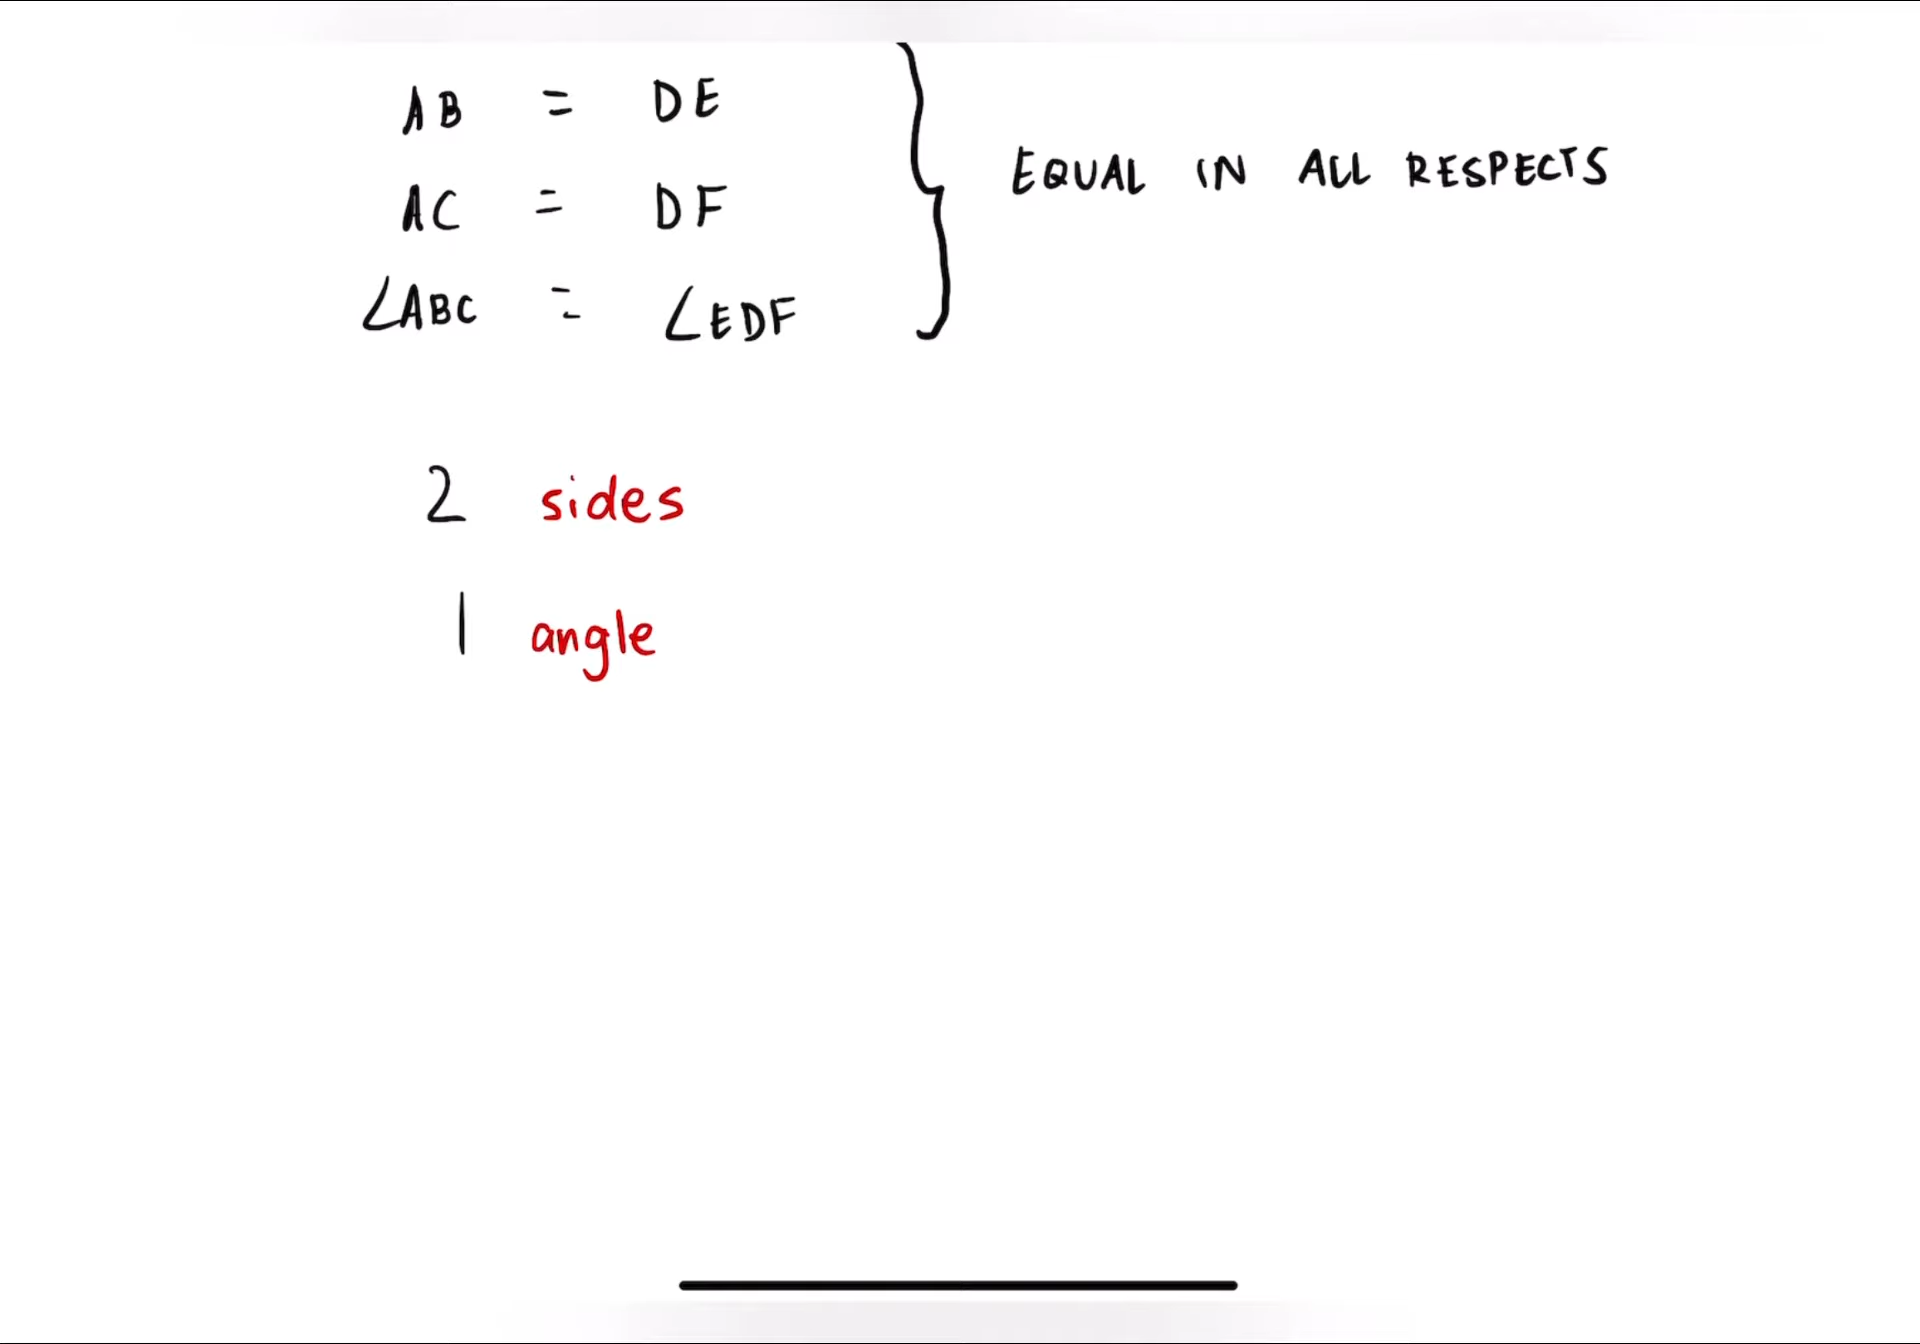 AB = DE
AC = DF
∠ABC = ∠EDF
EQUAL IN ALL RESPECTS
2 sides
1 angle